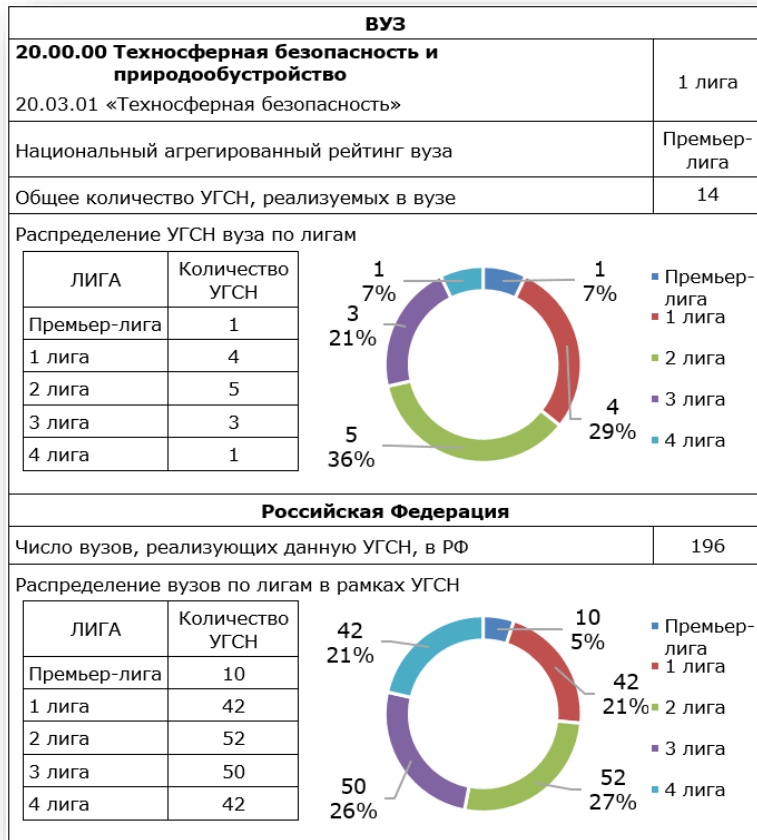 ВУЗ
20.00.00 Техносферная безопасность и
природообустройство
20.03.01 «Техносферная безопасность»
1 лига
Национальный агрегированный рейтинг вуза
Премьер-
лига
Общее количество УГСН, реализуемых в вузе
14
Распределение УГСН вуза по лигам
ЛИГА
Количество
УГСН
Премьер-лига
1
1 лига
4
2 лига
5
3 лига
3
4 лига
1
1
7%
3
21%
5
36%
1
7%
4
29%
Премьер-
лига
1 лига
2 лига
3 лига
4 лига
Российская Федерация
Число вузов, реализующих данную УГСН, в РФ
196
Распределение вузов по лигам в рамках УГСН
ЛИГА
Количество
УГСН
Премьер-лига
10
1 лига
42
2 лига
52
3 лига
50
4 лига
42
42
21%
50
26%
10
5%
42
21%
52
27%
Премьер-
лига
1 лига
2 лига
3 лига
4 лига